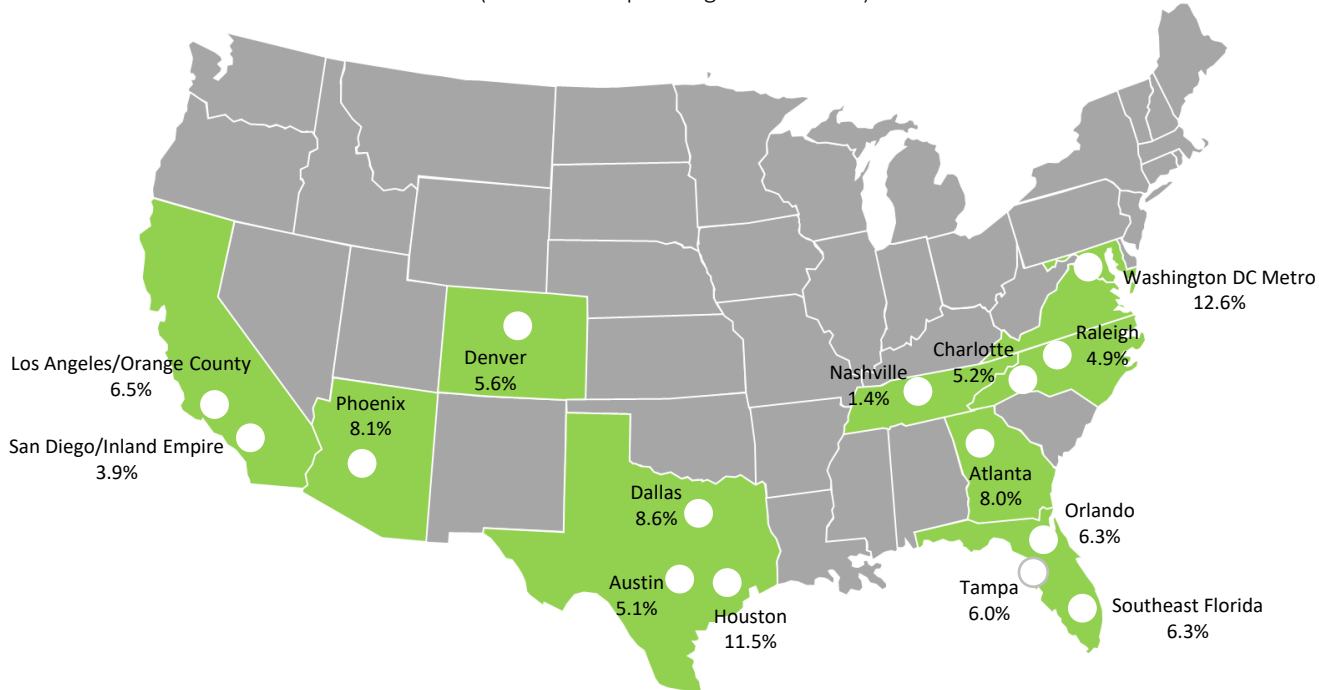 Washington DC Metro
12.6%
Raleigh
4.9%
Charlotte
5.2%
Nashville
1.4%
Los Angeles/Orange County
6.5%
Denver
5.6%
Phoenix
8.1%
San Diego/Inland Empire
3.9%
Dallas
8.6%
Atlanta
8.0%
Orlando
6.3%
Austin
5.1%
Houston
11.5%
Tampa
6.0%
Southeast Florida
6.3%